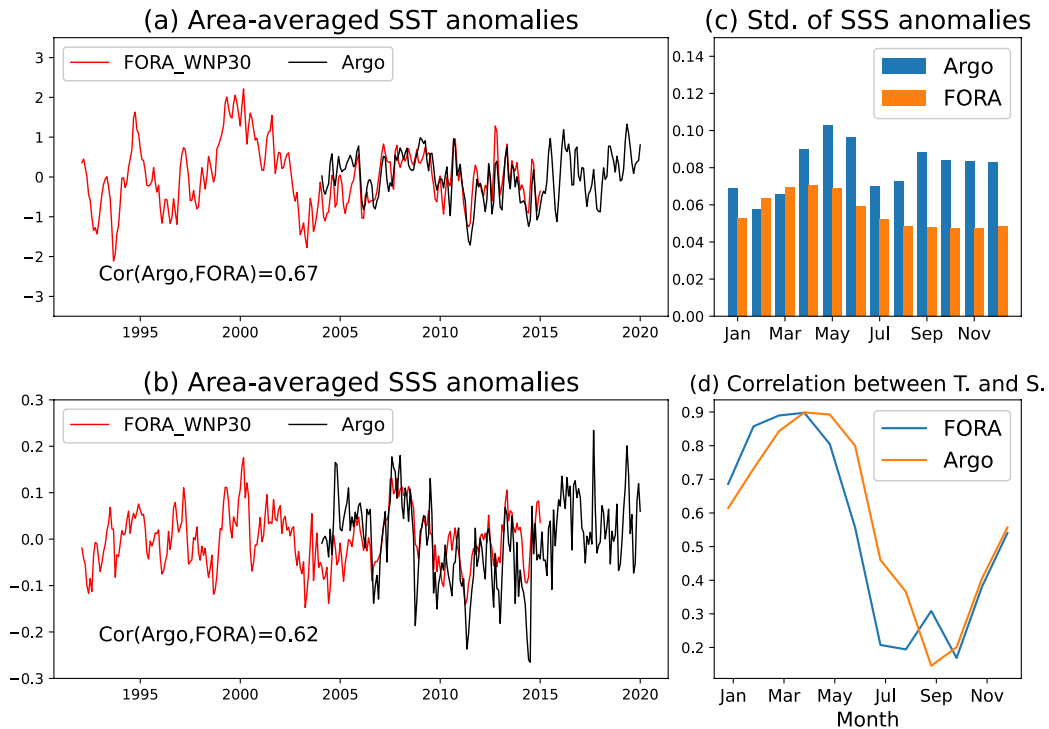 (a) Area-averaged SST anomalies
FORA_WNP30 Argo
3
2
1
0
−1
−2
−3
Cor(Argo,FORA)=0.67
1995 2000 2005 2010 2015 2020
(c) Std. of SSS anomalies
Argo
FORA
0.14
0.12
0.10
0.08
0.06
0.04
0.02
0.00
Jan Mar May Jul Sep Nov
(b) Area-averaged SSS anomalies
FORA_WNP30 Argo
0.3
0.2
0.1
0.0
−0.1
−0.2
−0.3
Cor(Argo,FORA)=0.62
1995 2000 2005 2010 2015 2020
(d) Correlation between T. and S.
FORA
Argo
0.9
0.8
0.7
0.6
0.5
0.4
0.3
0.2
Jan Mar May Jul Sep Nov
Month